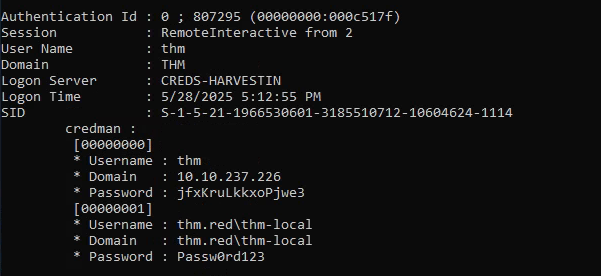 Authentication Id : 0 ; 807295 (00000000:000c517f)
Session           : RemoteInteractive from 2
User Name         : thm
Domain            : THM
Logon Server      : CREDS-HARVESTIN
Logon Time        : 5/28/2025 5:12:55 PM
SID               : S-1-5-21-1966530601-3185510712-10604624-1114
        credman :
         [00000000]
         * Username : thm
         * Domain   : 10.10.237.226
         * Password : jfxKruLkkxoPjwe3
         [00000001]
         * Username : thm.red\thm-local
         * Domain   : thm.red\thm-local
         * Password : Passw0rd123